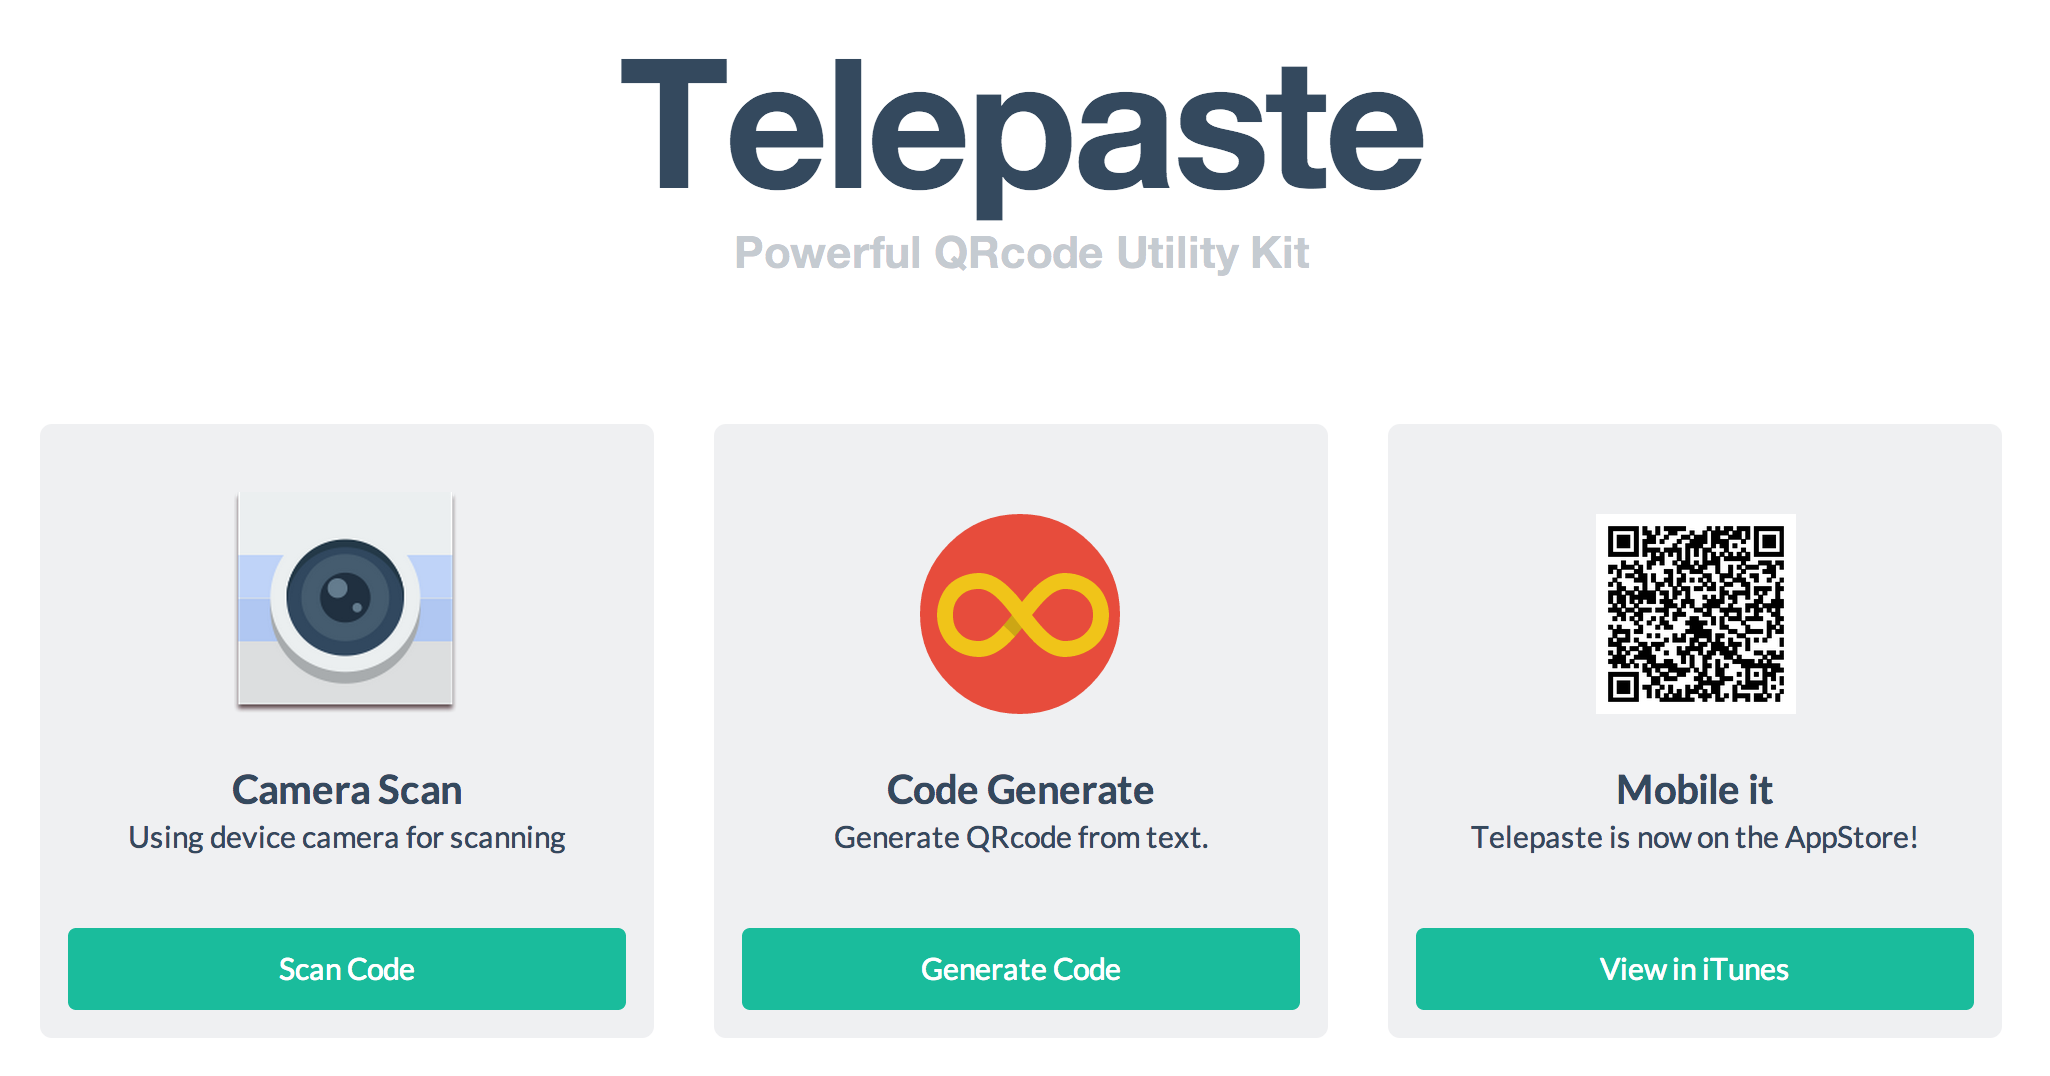 Telepaste
Powerful QRcode Utility Kit
Camera Scan
Using device camera for scanning
Scan Code
Code Generate
Generate QRcode from text.
Generate Code
Mobile it
Telepaste is now on the AppStore!
View in iTunes